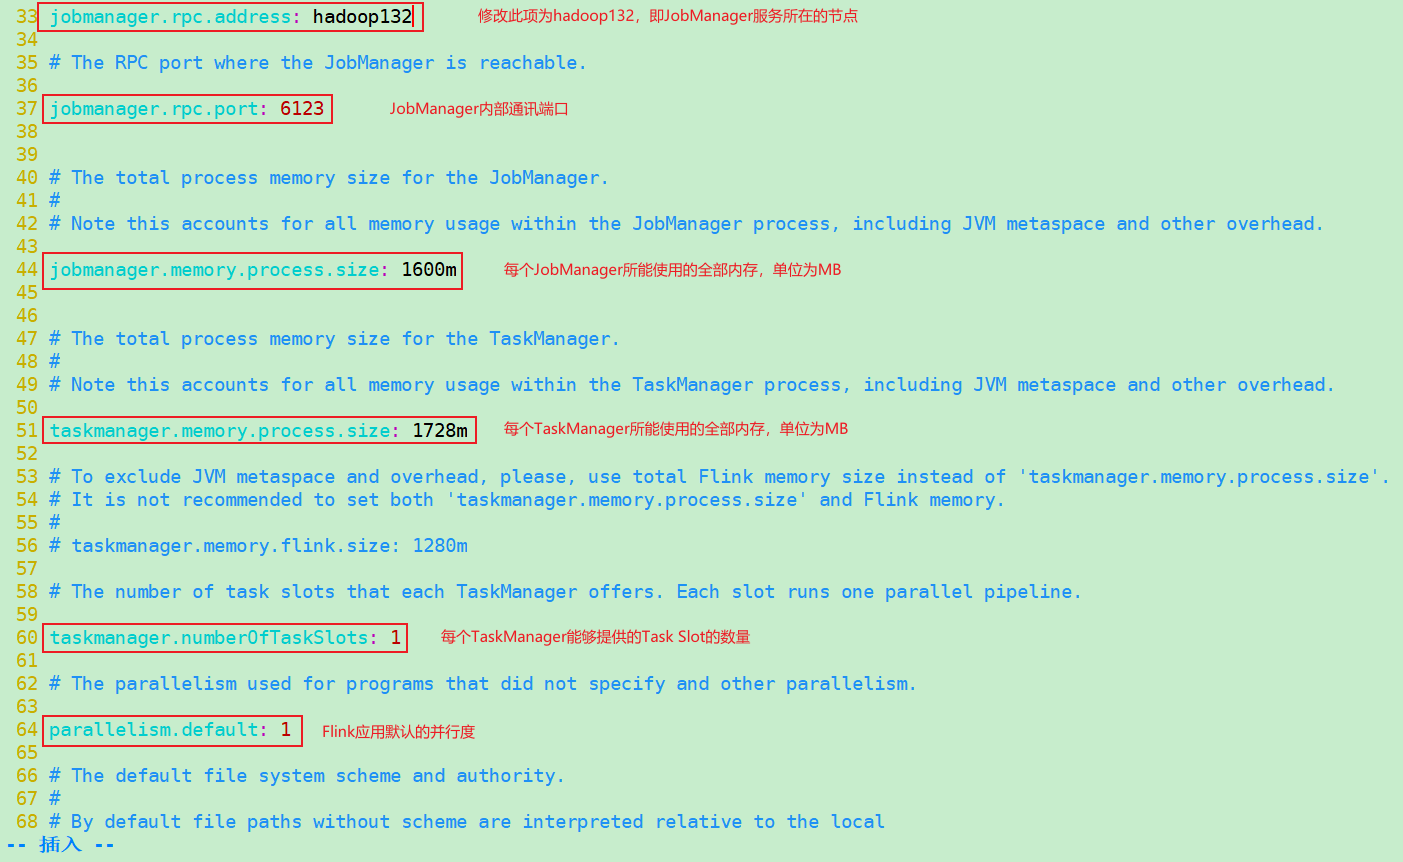 33 jobmanager.rpc.address: hadoop132 修改此项为hadoop132，即JobManager服务所在的节点
34
35 # The RPC port where the JobManager is reachable.
36
37 jobmanager.rpc.port: 6123 JobManager内部通讯端口
38
39
40 # The total process memory size for the JobManager.
41 #
42 # Note this accounts for all memory usage within the JobManager process, including JVM metaspace and other overhead.
43
44 jobmanager.memory.process.size: 1600m 每个JobManager所能使用的全部内存，单位为MB
45
46
47 # The total process memory size for the TaskManager.
48 #
49 # Note this accounts for all memory usage within the TaskManager process, including JVM metaspace and other overhead.
50
51 taskmanager.memory.process.size: 1728m 每个TaskManager所能使用的全部内存，单位为MB
52
53 # To exclude JVM metaspace and overhead, please, use total Flink memory size instead of 'taskmanager.memory.process.size'.
54 # It is not recommended to set both 'taskmanager.memory.process.size' and Flink memory.
55 #
56 # taskmanager.memory.flink.size: 1280m
57
58 # The number of task slots that each TaskManager offers. Each slot runs one parallel pipeline.
59
60 taskmanager.numberOfTaskSlots: 1 每个TaskManager能够提供的Task Slot的数量
61
62 # The parallelism used for programs that did not specify and other parallelism.
63
64 parallelism.default: 1 Flink应用默认的并行度
65
66 # The default file system scheme and authority.
67 #
68 # By default file paths without scheme are interpreted relative to the local
-- 插入 --